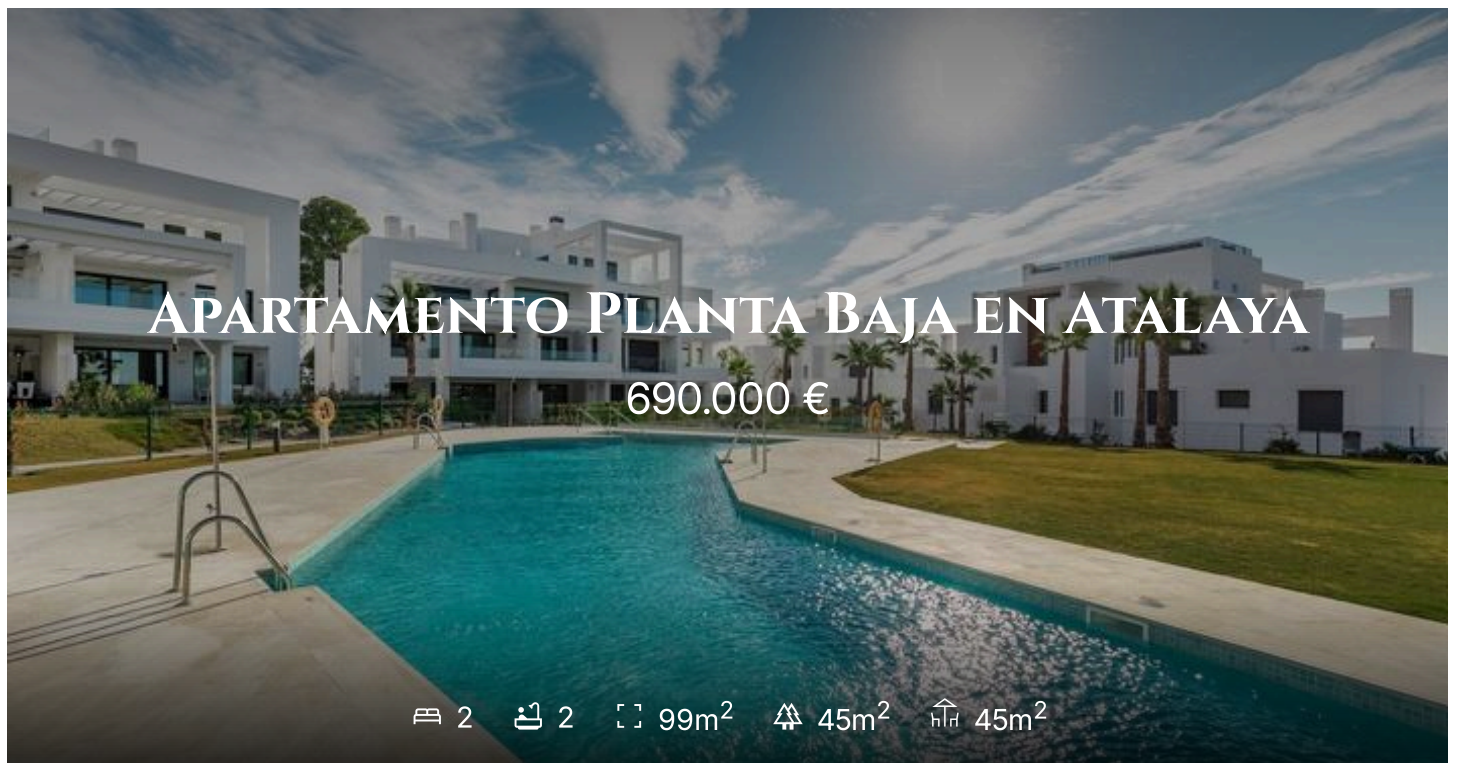 Apartamento Planta Baja en Atalaya
690.000 €
2 2 99m² 45m² 45m²